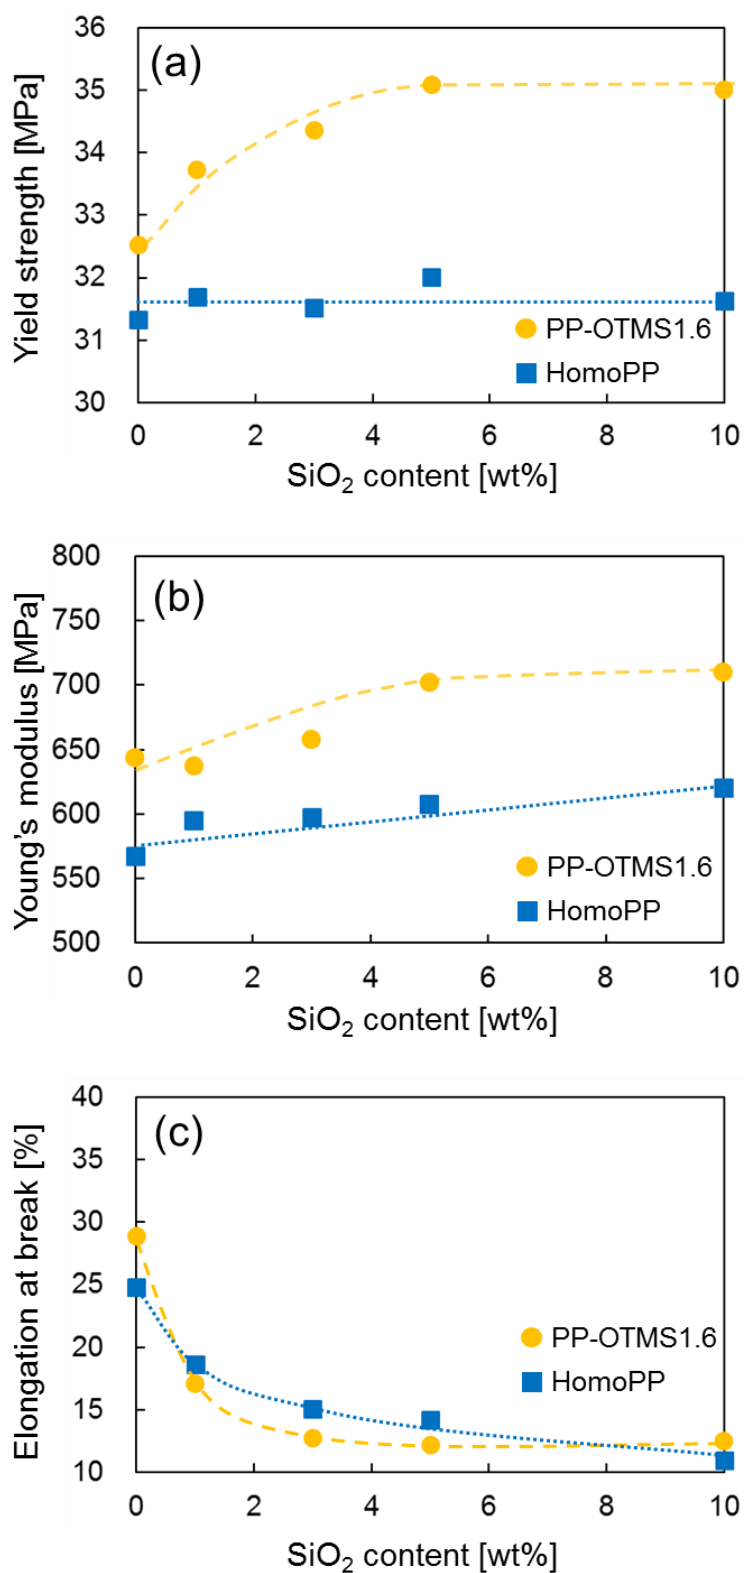 (a)
Yield strength [MPa]
36
35
34
33
32
31
30
PP-OTMS1.6
HomoPP
0 2 4 6 8 10
SiO₂ content [wt%]
(b)
Young's modulus [MPa]
800
750
700
650
600
550
500
PP-OTMS1.6
HomoPP
0 2 4 6 8 10
SiO₂ content [wt%]
(c)
Elongation at break [%]
40
35
30
25
20
15
10
PP-OTMS1.6
HomoPP
0 2 4 6 8 10
SiO₂ content [wt%]